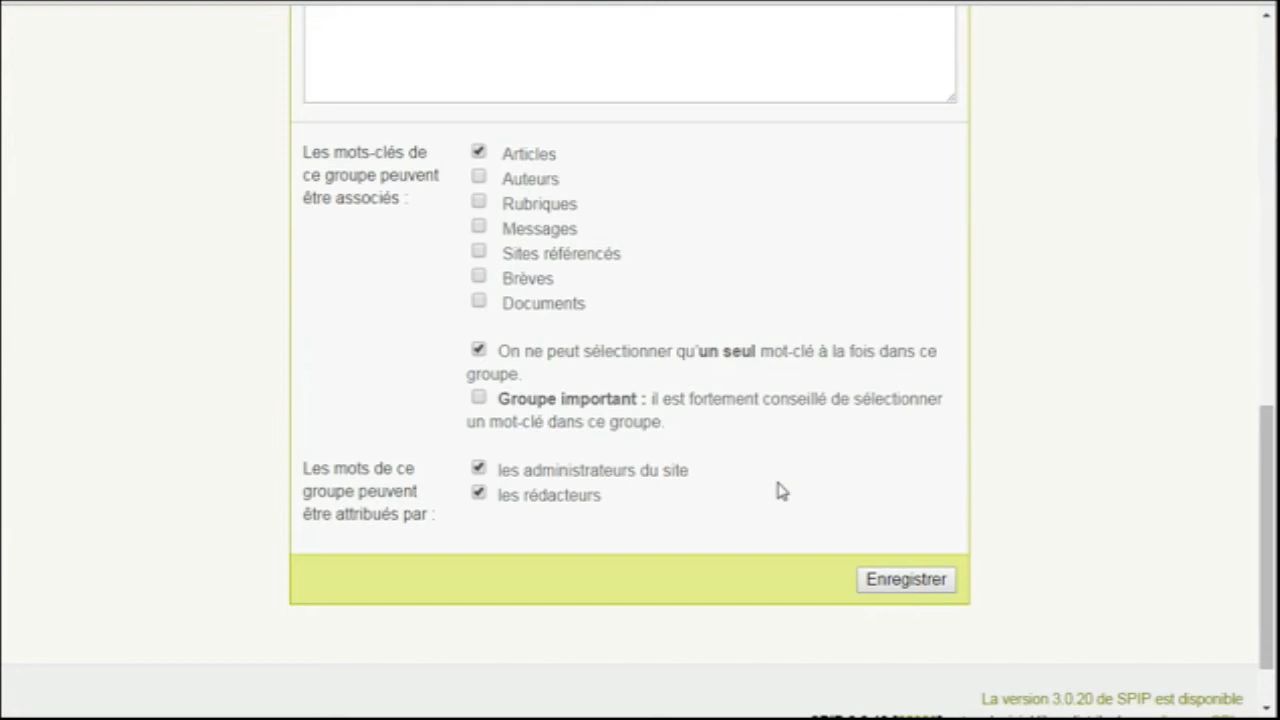 Les mots-clés de
ce groupe peuvent
être associés :
Articles
Auteurs
Rubriques
Messages
Sites référencés
Brèves
Documents
On ne peut sélectionner qu'un seul mot-clé à la fois dans ce
groupe.
Groupe important : il est fortement conseillé de sélectionner
un mot-clé dans ce groupe.
Les mots de ce
groupe peuvent
être attribués par :
les administrateurs du site
les rédacteurs
Enregistrer
La version 3.0.20 de SPIP est disponible